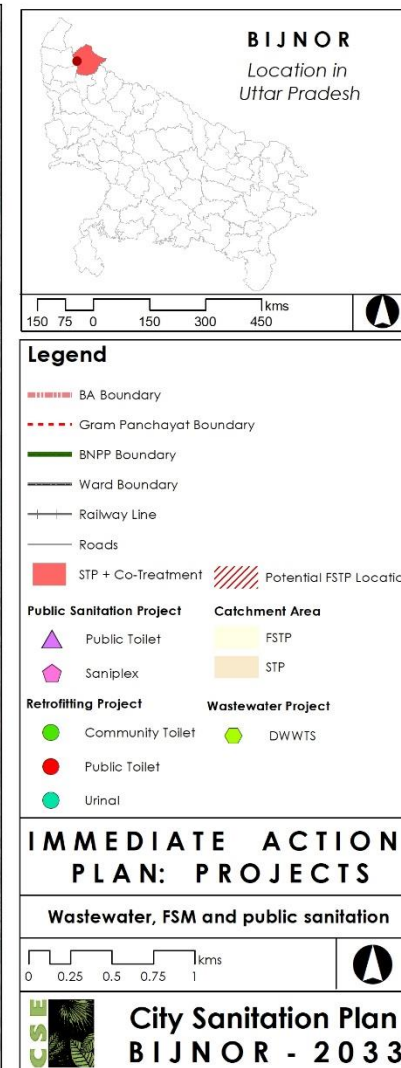 BIJNOR
Location in
Uttar Pradesh
kms
150 75 0 150 300 450
Legend
BA Boundary
Gram Panchayat Boundary
BNPP Boundary
Ward Boundary
Railway Line
Roads
STP + Co-Treatment Potential FSTP Locatio
Public Sanitation Project Catchment Area
Public Toilet FSTP
Saniplex STP
Retrofitting Project Wastewater Project
Community Toilet DWWTS
Public Toilet
Urinal
IMMEDIATE ACTION
PLAN: PROJECTS
Wastewater, FSM and public sanitation
kms
0 0.25 0.5 0.75 1
CSE
City Sanitation Plan
BIJNOR - 2033